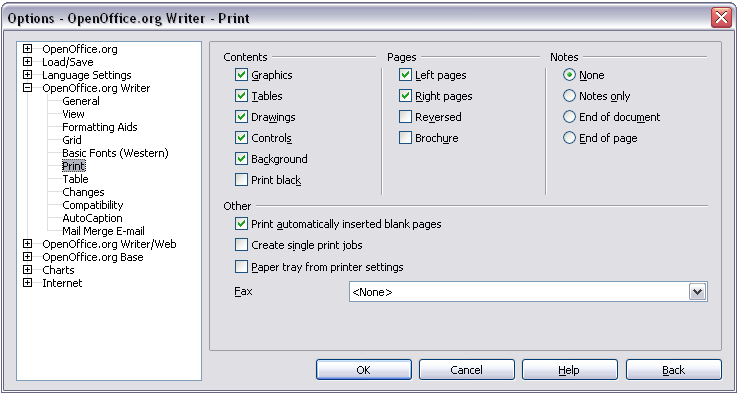 Options - OpenOffice.org Writer - Print
OpenOffice.org
Load/Save
Language Settings
OpenOffice.org Writer
General
View
Formatting Aids
Grid
Basic Fonts (Western)
Print
Table
Changes
Compatibility
AutoCaption
Mail Merge E-mail
OpenOffice.org Writer/Web
OpenOffice.org Base
Charts
Internet
Contents
Graphics
Tables
Drawings
Controls
Background
Print black
Pages
Left pages
Right pages
Reversed
Brochure
Notes
None
Notes only
End of document
End of page
Other
Print automatically inserted blank pages
Create single print jobs
Paper tray from printer settings
Fax <None>
OK Cancel Help Back